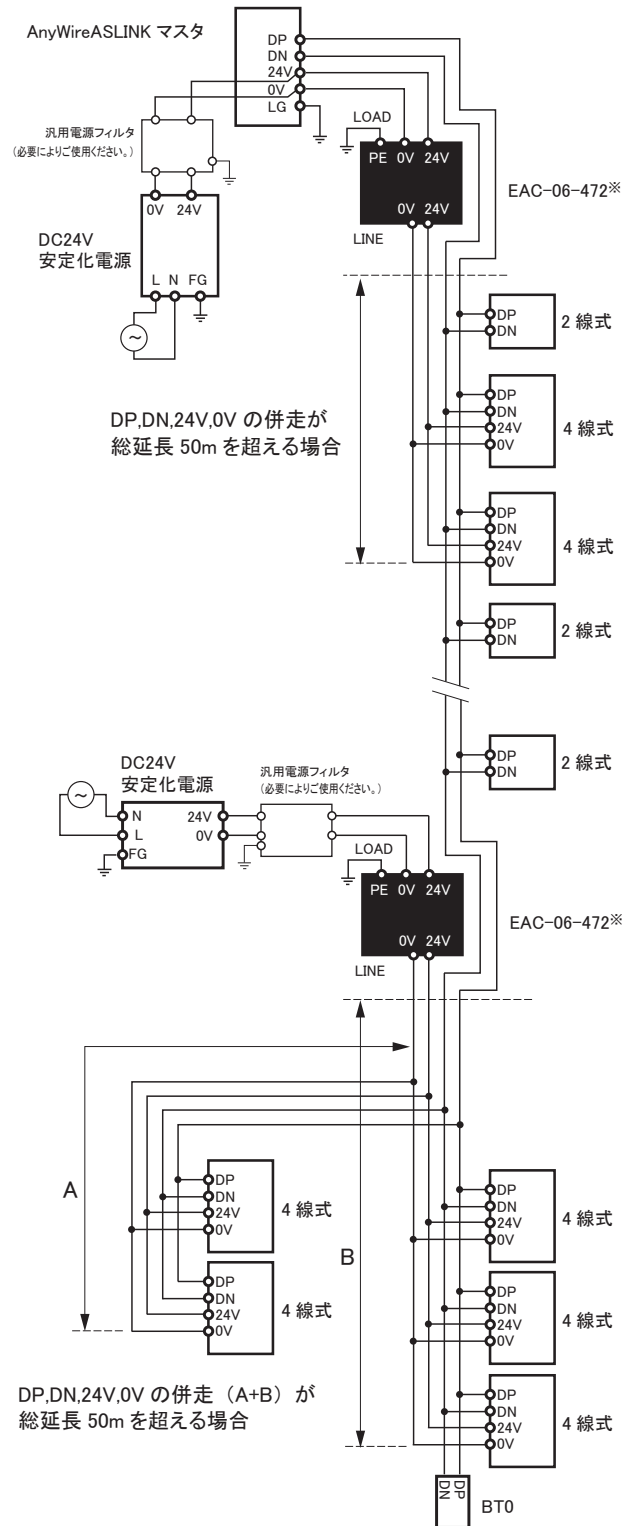 AnyWireASLINK マスタ
DP
DN
24V
0V
LG
汎用電源フィルタ
(必要によりご使用ください。)
LOAD
PE 0V 24V
0V 24V
LINE
EAC-06-472※
0V 24V
DC24V
安定化電源
L N FG
~
DP
DN
2 線式
DP,DN,24V,0V の併走が
総延長 50m を超える場合
DP
DN
24V
0V
4 線式
DP
DN
24V
0V
4 線式
DP
DN
2 線式
DP
DN
2 線式
DC24V
安定化電源
汎用電源フィルタ
(必要によりご使用ください。)
~
N
L
FG
24V
0V
LOAD
PE 0V 24V
0V 24V
LINE
EAC-06-472※
A
B
DP
DN
24V
0V
4 線式
DP
DN
24V
0V
4 線式
DP
DN
24V
0V
4 線式
DP
DN
24V
0V
4 線式
DP
DN
24V
0V
4 線式
DP,DN,24V,0V の併走（A+B）が
総延長 50m を超える場合
DN
DP
BT0